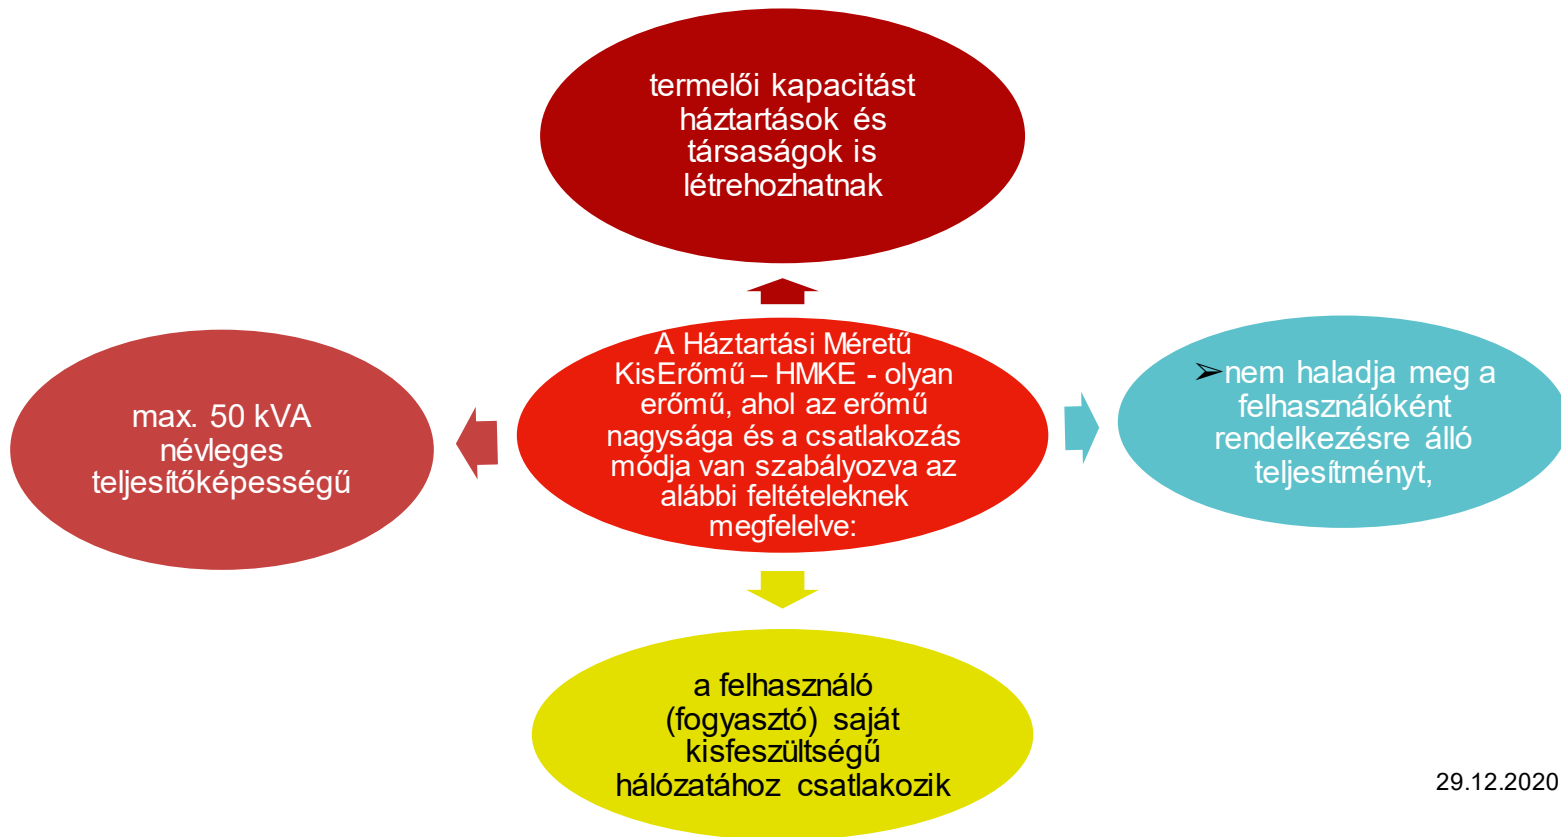 termelői kapacitást
háztartások és
társaságok is
létrehozhatnak
A Háztartási Méretű
KisErőmű – HMKE - olyan
erőmű, ahol az erőmű
nagysága és a csatlakozás
módja van szabályozva az
alábbi feltételeknek
megfelelve:
➢nem haladja meg a
felhasználóként
rendelkezésre álló
teljesítményt,
max. 50 kVA
névleges
teljesítőképességű
a felhasználó
(fogyasztó) saját
kisfeszültségű
hálózatához csatlakozik
29.12.2020